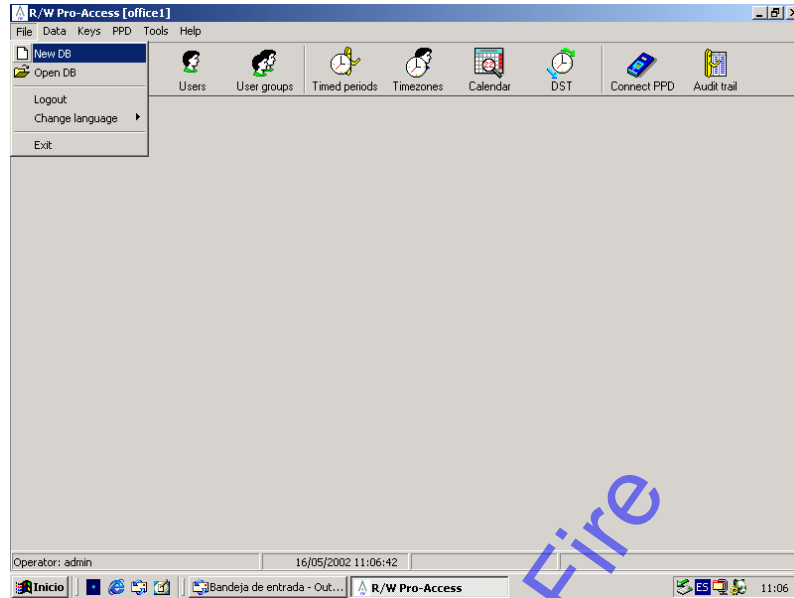 R/W Pro-Access [office1]
File Data Keys PPD Tools Help
New DB
Open DB
Logout
Change language
Exit
Users User groups Timed periods Timezones Calendar DST Connect PPD Audit trail
Fire
Operator: admin 16/05/2002 11:06:42
Inicio Bandeja de entrada - Out... R/W Pro-Access ES 11:06